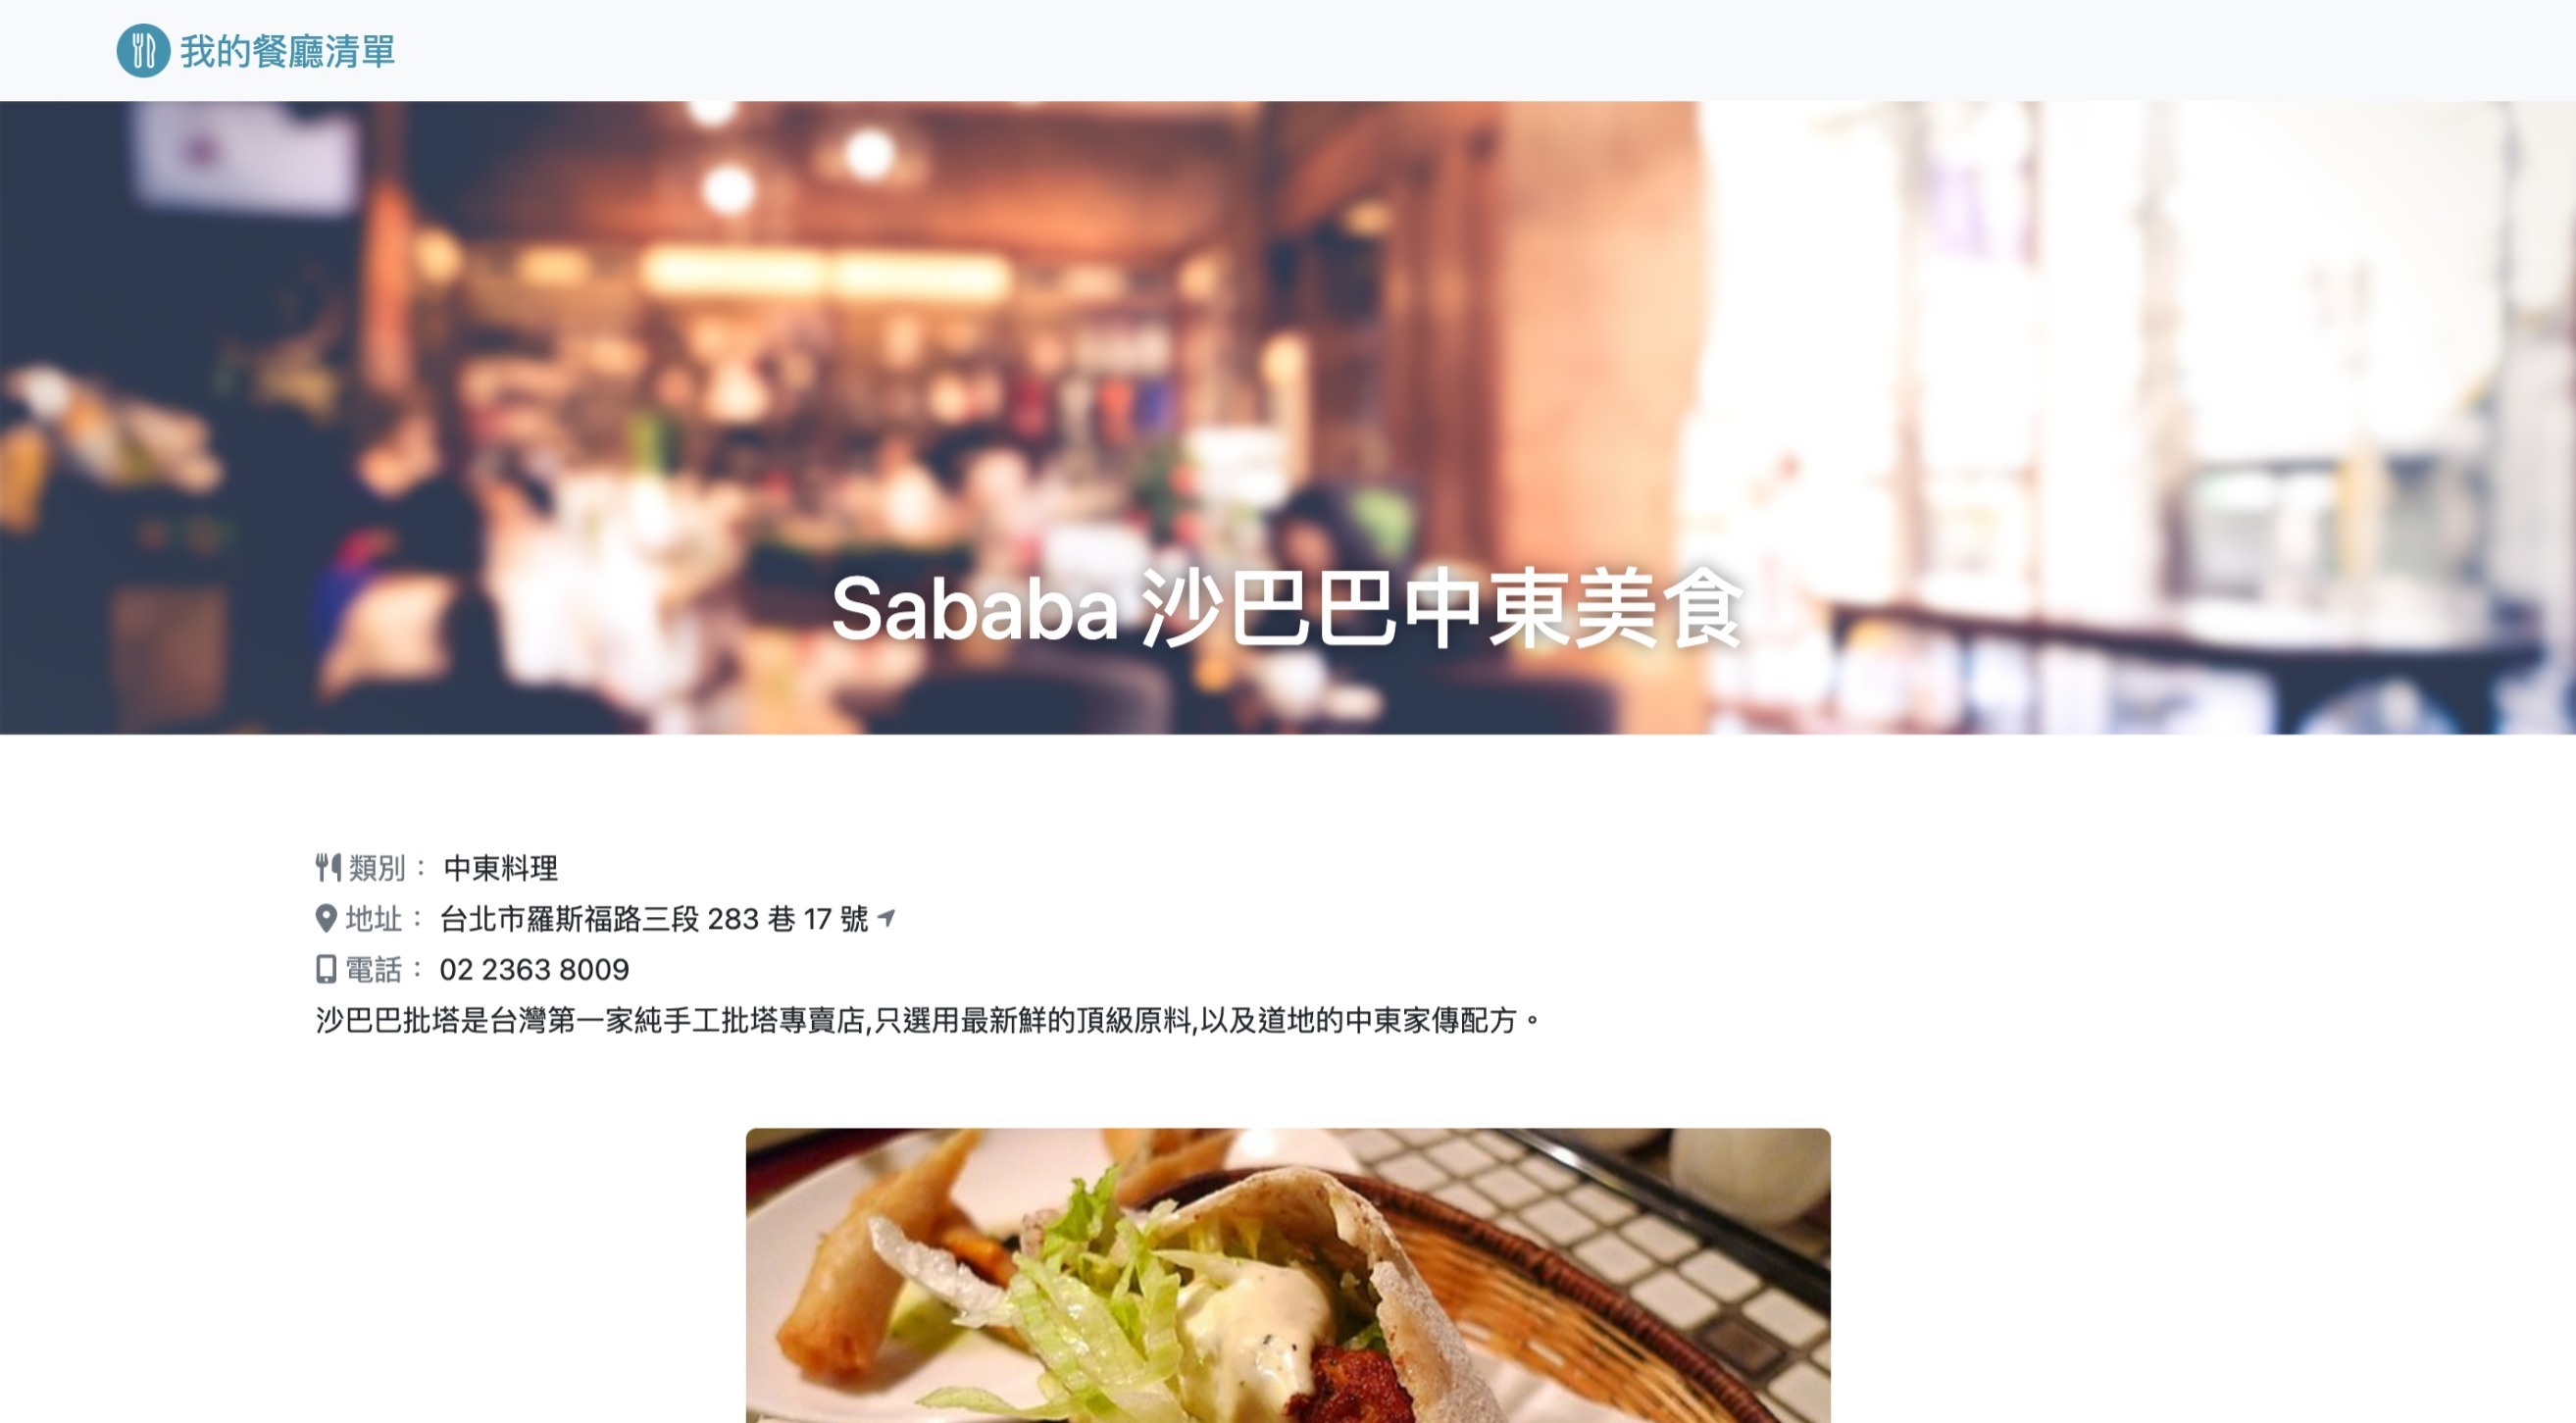 我的餐廳清單
Sababa 沙巴巴中東美食
類別： 中東料理
地址： 台北市羅斯福路三段 283 巷 17 號
電話： 02 2363 8009
沙巴巴批塔是台灣第一家純手工批塔專賣店,只選用最新鮮的頂級原料,以及道地的中東家傳配方。